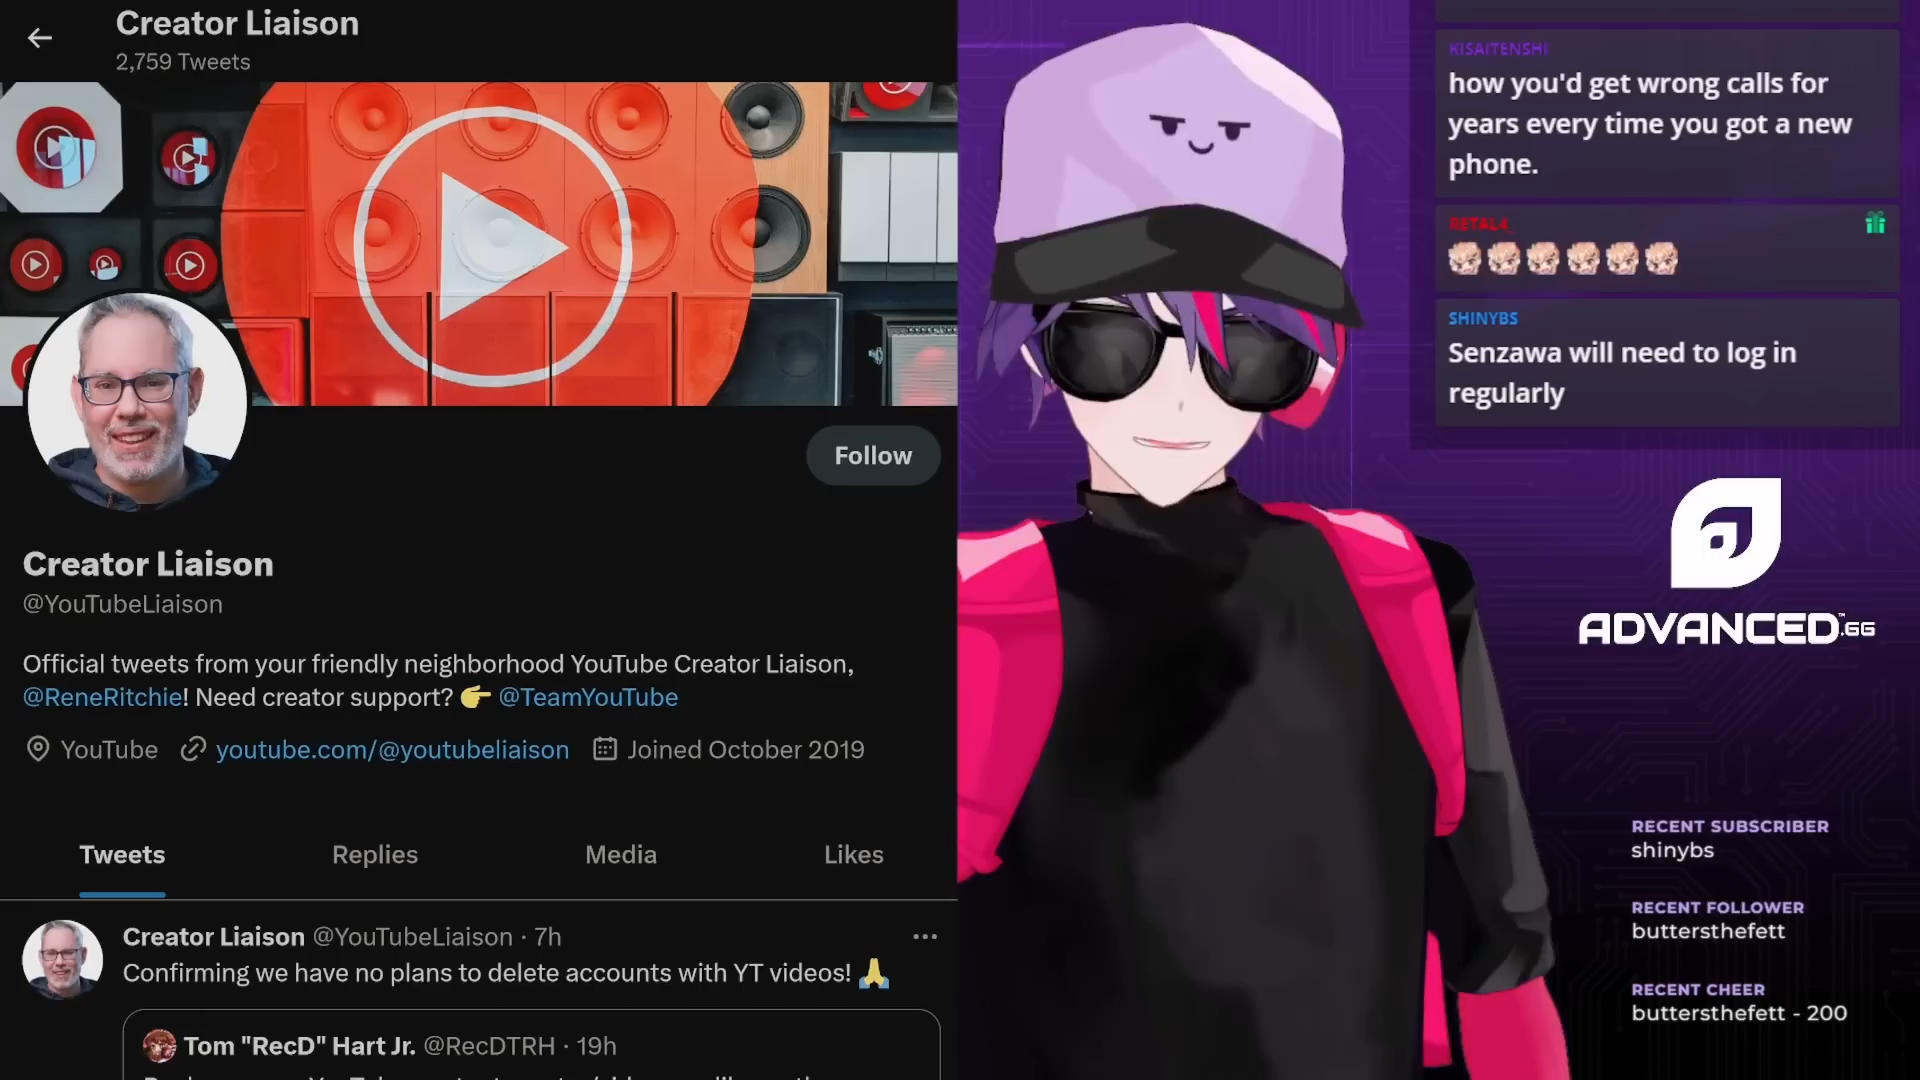 Creator Liaison
2,759 Tweets
Follow
Creator Liaison
@YouTubeLiaison
Official tweets from your friendly neighborhood YouTube Creator Liaison,
@ReneRitchie! Need creator support? 👉 @TeamYouTube
YouTube youtube.com/@youtubeliaison Joined October 2019
Tweets Replies Media Likes
Creator Liaison @YouTubeLiaison · 7h
Confirming we have no plans to delete accounts with YT videos! 🙏
Tom "RecD" Hart Jr. @RecDTRH · 19h
KISAITENSHI
how you'd get wrong calls for
years every time you got a new
phone.
RETAL4_
SHINYBS
Senzawa will need to log in
regularly
ADVANCED™.GG
RECENT SUBSCRIBER
shinybs
RECENT FOLLOWER
buttersthefett
RECENT CHEER
buttersthefett - 200